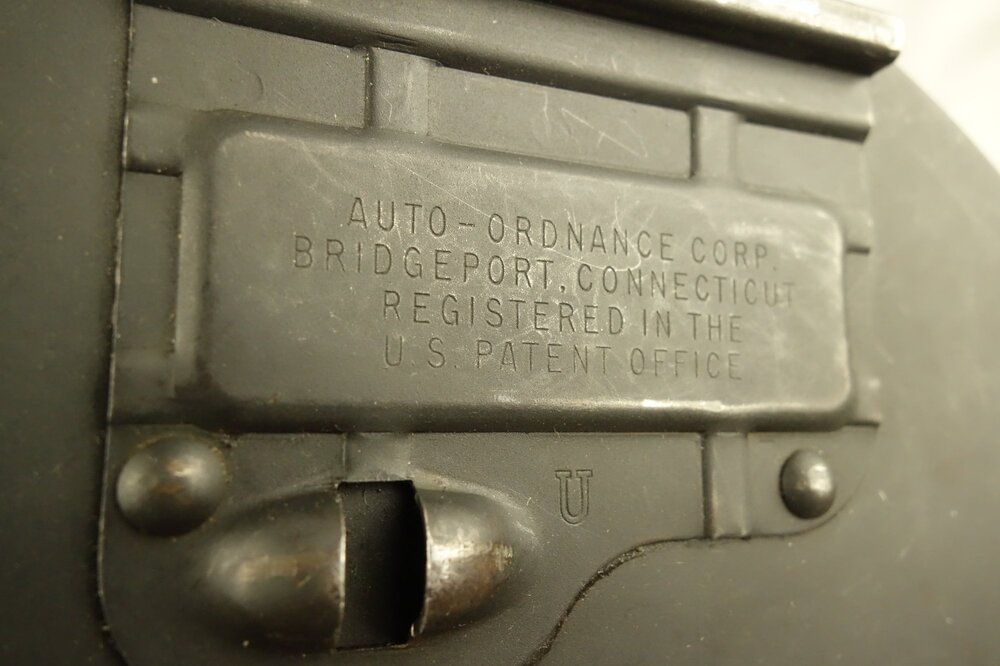 AUTO-ORDNANCE CORP.
BRIDGEPORT, CONNECTICUT
REGISTERED IN THE
U.S. PATENT OFFICE
U